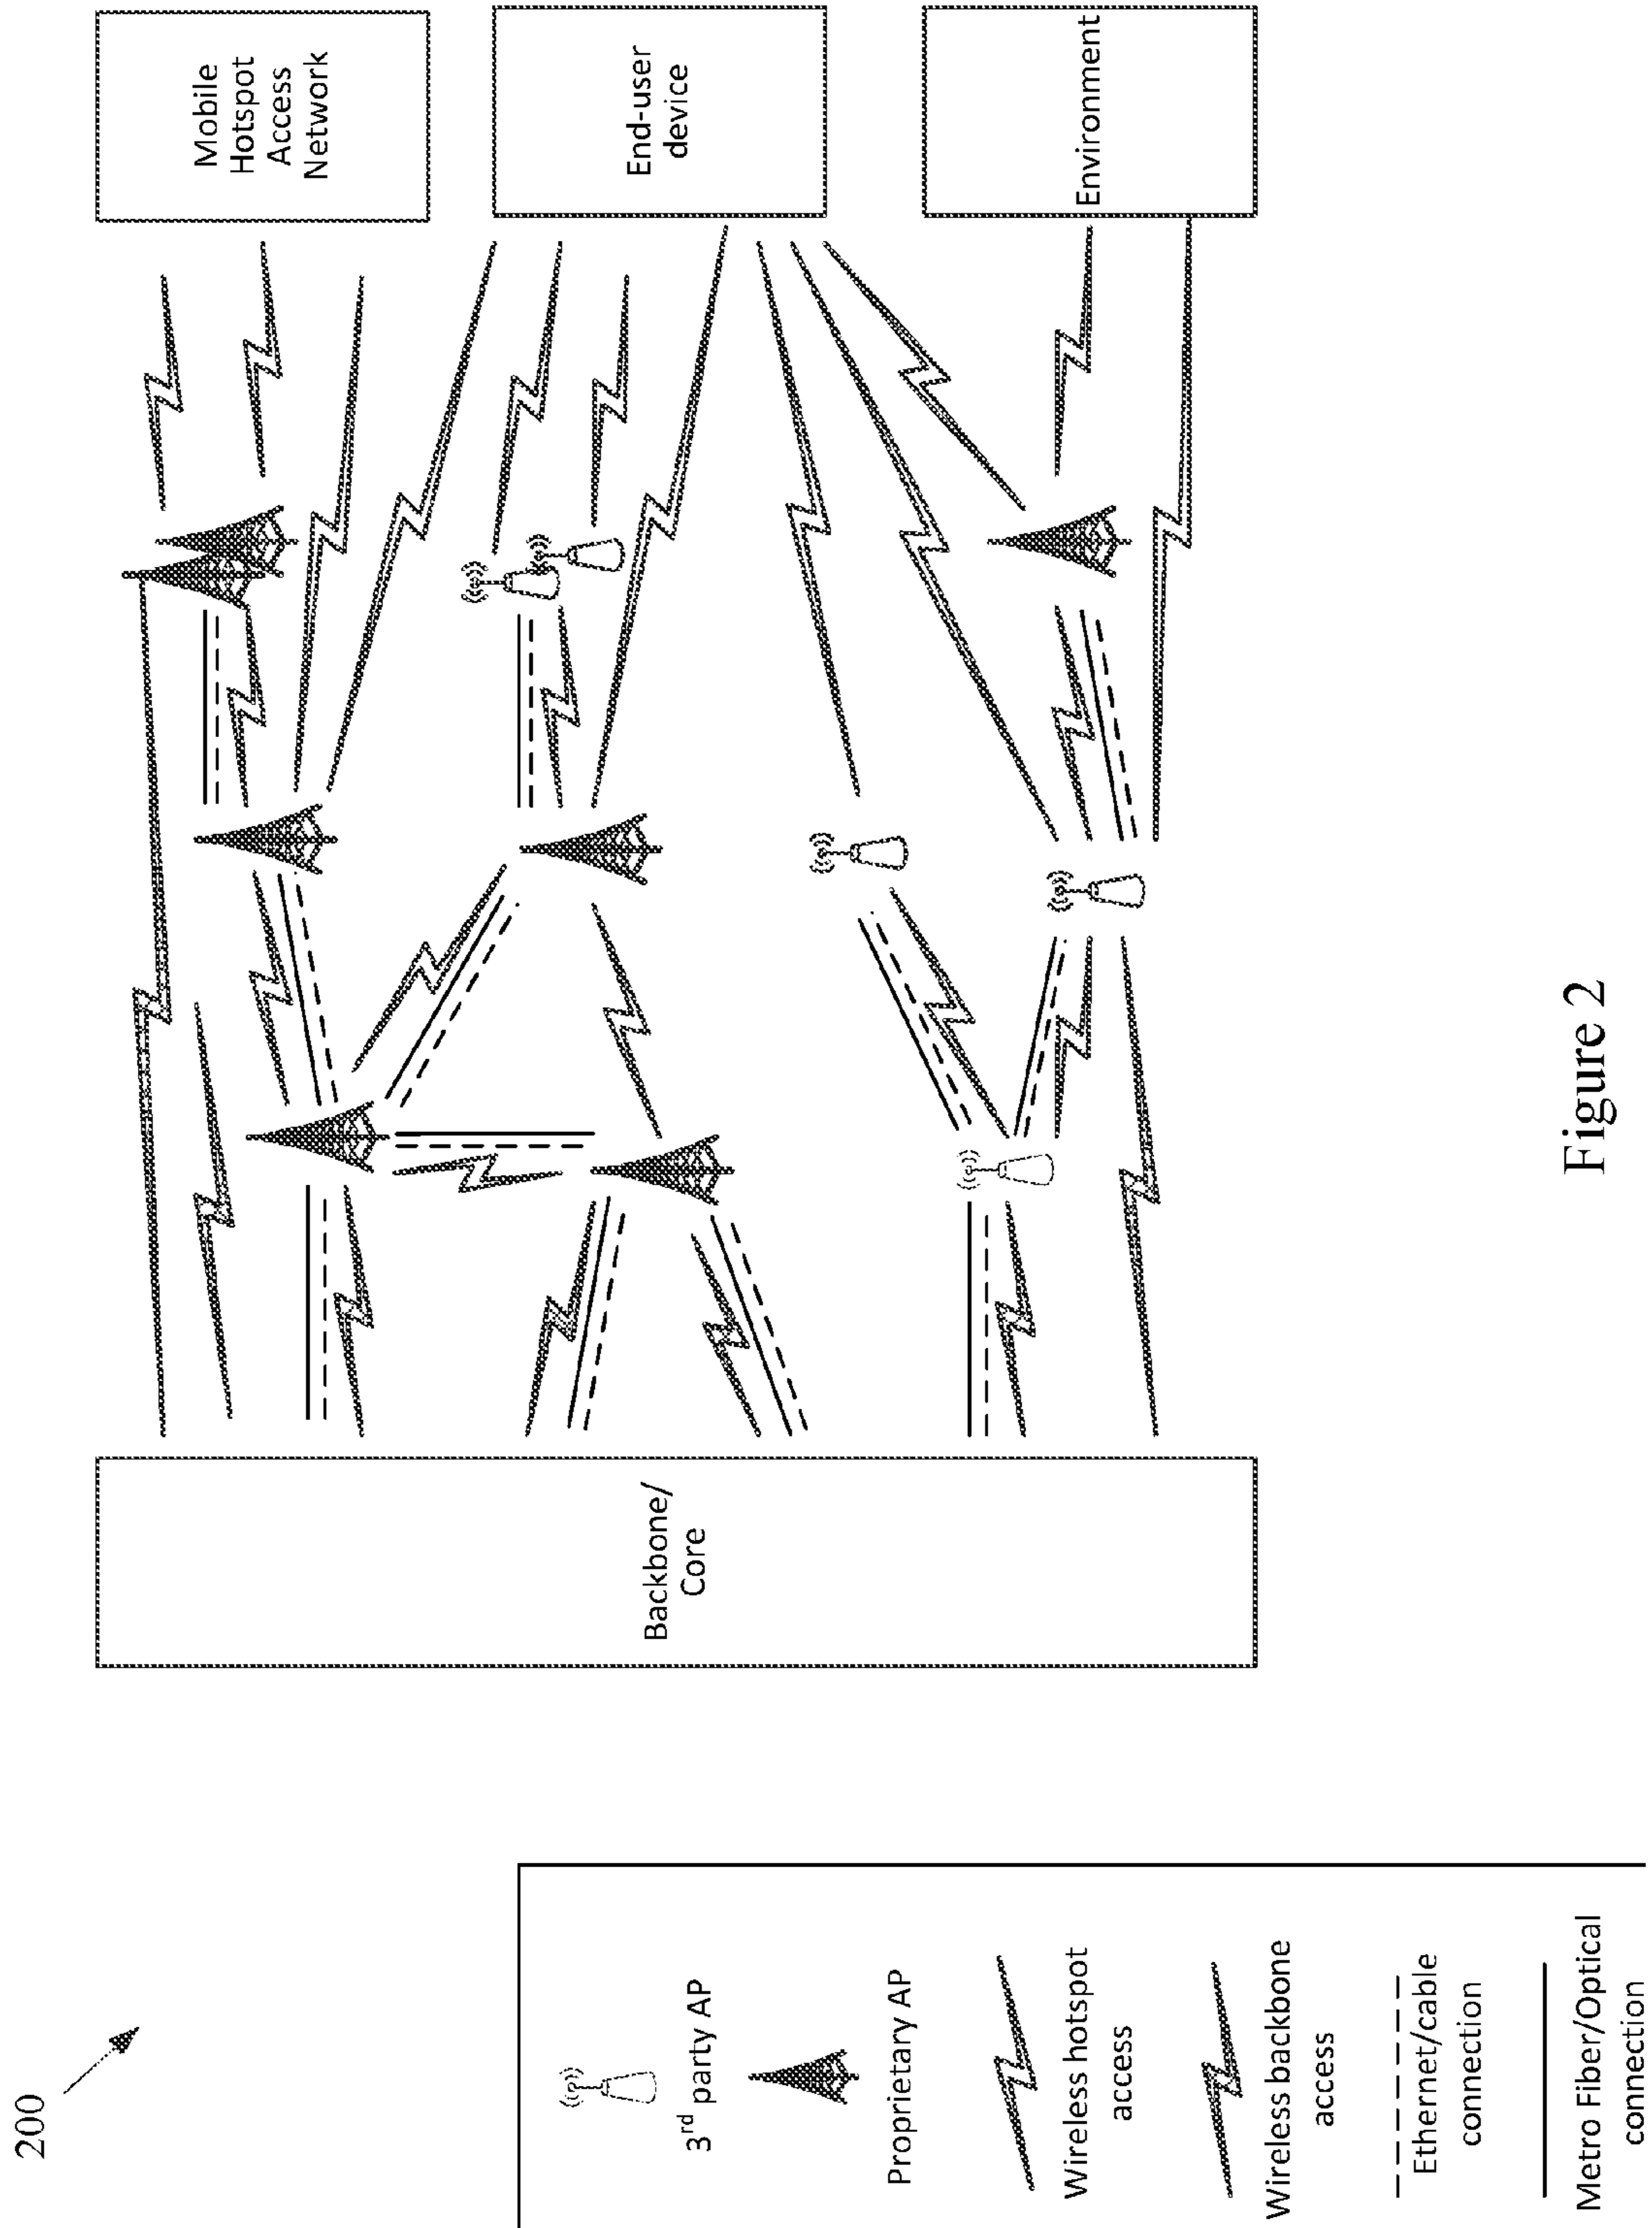 200
3rd party AP
Proprietary AP
Wireless hotspot
access
Wireless backbone
access
Ethernet/cable
connection
Metro Fiber/Optical
connection
Backbone/
Core
Mobile
Hotspot
Access
Network
End-user
device
Environment
Figure 2